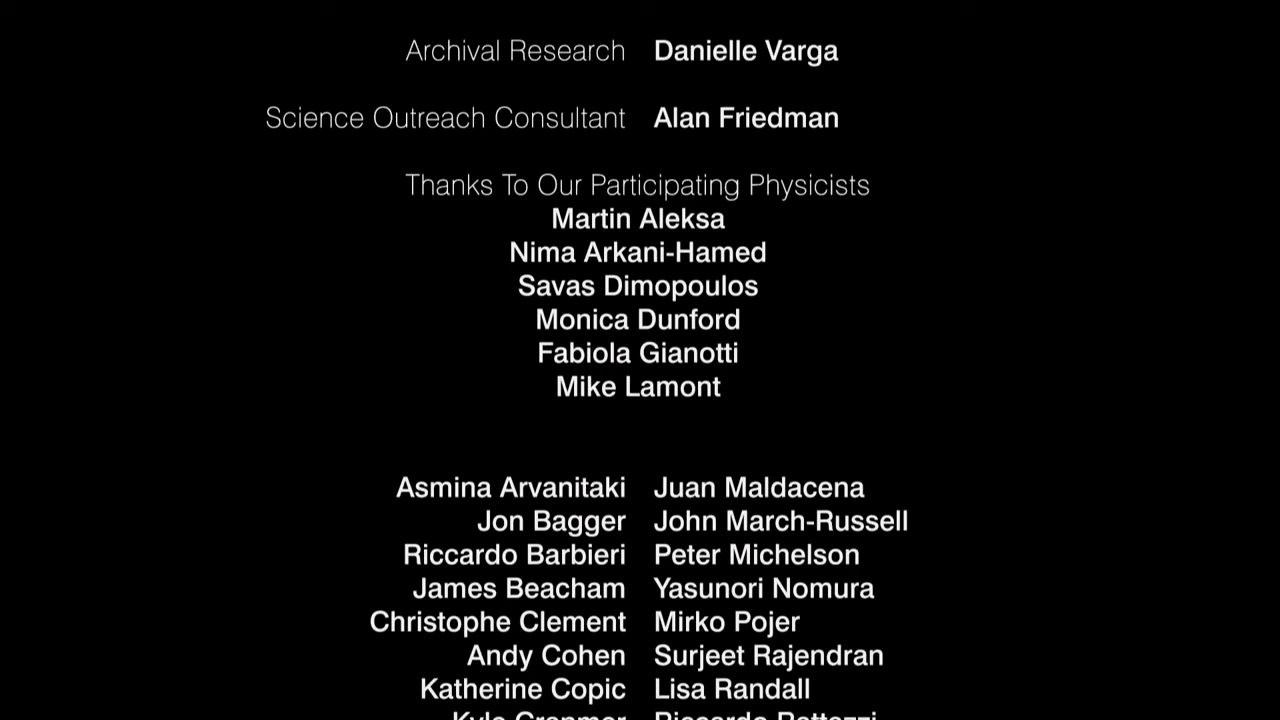 Archival Research Danielle Varga
Science Outreach Consultant Alan Friedman
Thanks To Our Participating Physicists
Martin Aleksa
Nima Arkani-Hamed
Savas Dimopoulos
Monica Dunford
Fabiola Gianotti
Mike Lamont
Asmina Arvanitaki Juan Maldacena
Jon Bagger John March-Russell
Riccardo Barbieri Peter Michelson
James Beacham Yasunori Nomura
Christophe Clement Mirko Pojer
Andy Cohen Surjeet Rajendran
Katherine Copic Lisa Randall